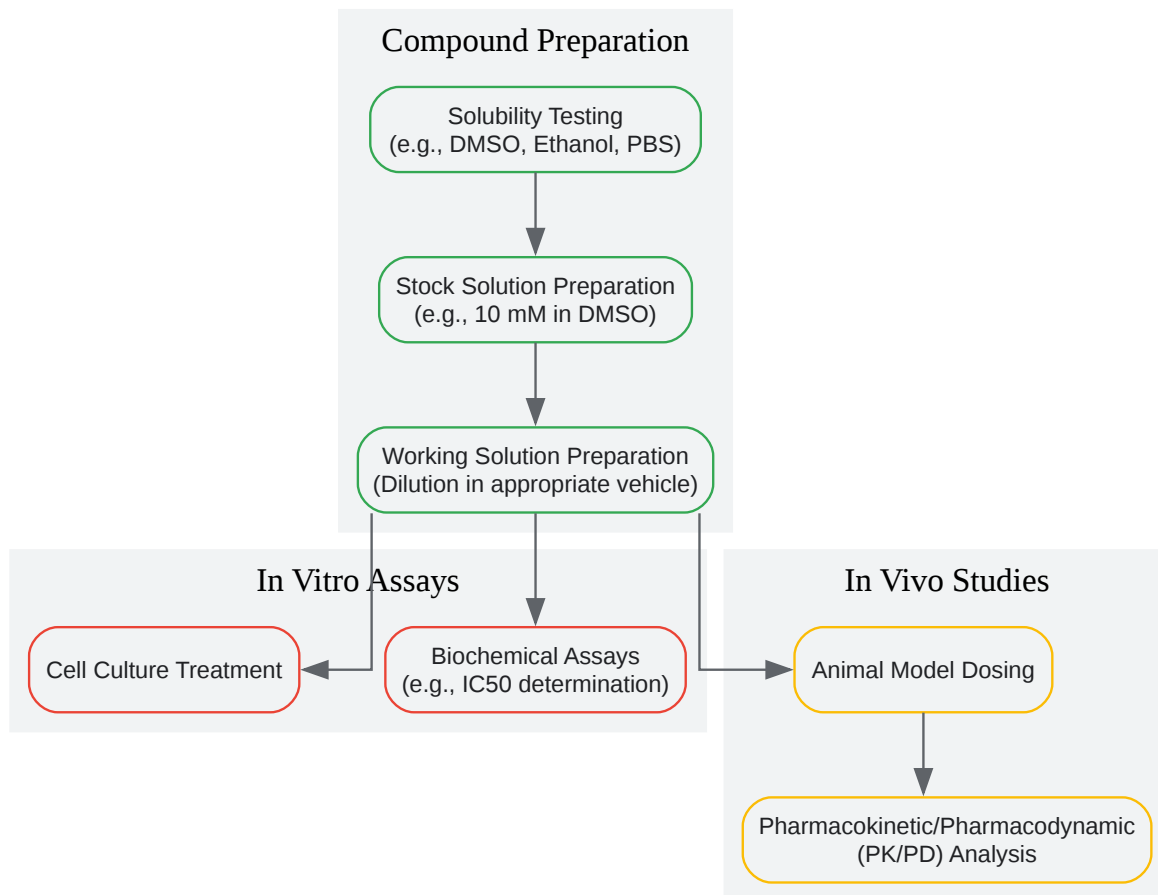 Compound Preparation
Solubility Testing
(e.g., DMSO, Ethanol, PBS)
Stock Solution Preparation
(e.g., 10 mM in DMSO)
Working Solution Preparation
(Dilution in appropriate vehicle)
In Vitro Assays
Cell Culture Treatment
Biochemical Assays
(e.g., IC50 determination)
In Vivo Studies
Animal Model Dosing
Pharmacokinetic/Pharmacodynamic
(PK/PD) Analysis